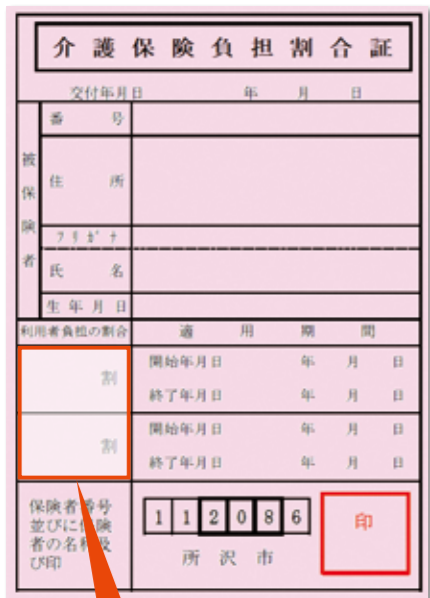 介護保険負担割合証
交付年月日 年 月 日
被保険者
番号
住所
フリガナ
氏名
生年月日
利用者負担の割合 適用期間
割 開始年月日 年 月 日
終了年月日 年 月 日
割 開始年月日 年 月 日
終了年月日 年 月 日
保険者番号
並びに保険
者の名称及
び印
112086
所沢市
印